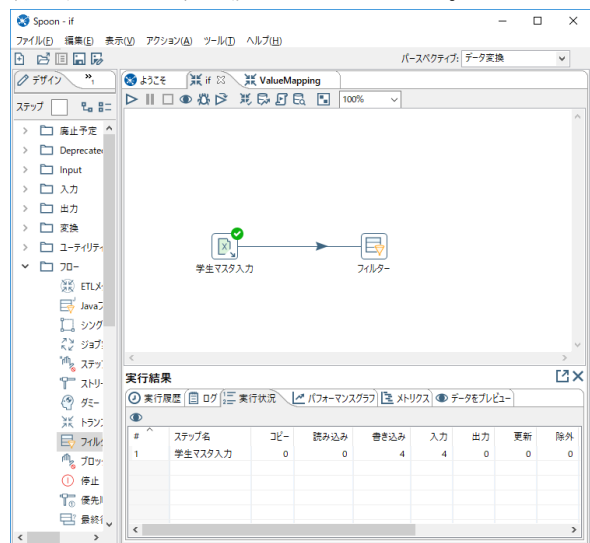 Spoon - if
ファイル(F) 編集(E) 表示(V) アクション(A) ツール(T) ヘルプ(H)
パースペクティブ: データ変換
デザイン »1
ようこそ if ValueMapping
ステップ
100%
廃止予定
Deprecate
Input
入力
出力
変換
ユーティリティ
フロー
ETLメ
Javaフ
シング
ジョブ
ステッ
ストリー
ダミー
トラン
フィル
ブロッ
停止
優先
最終
学生マスタ入力 フィルター
実行結果
実行履歴 ログ 実行状況 パフォーマンスグラフ メトリクス データをプレビュー
# ステップ名 コピー 読み込み 書き込み 入力 出力 更新 除外
1 学生マスタ入力 0 0 4 4 0 0 0